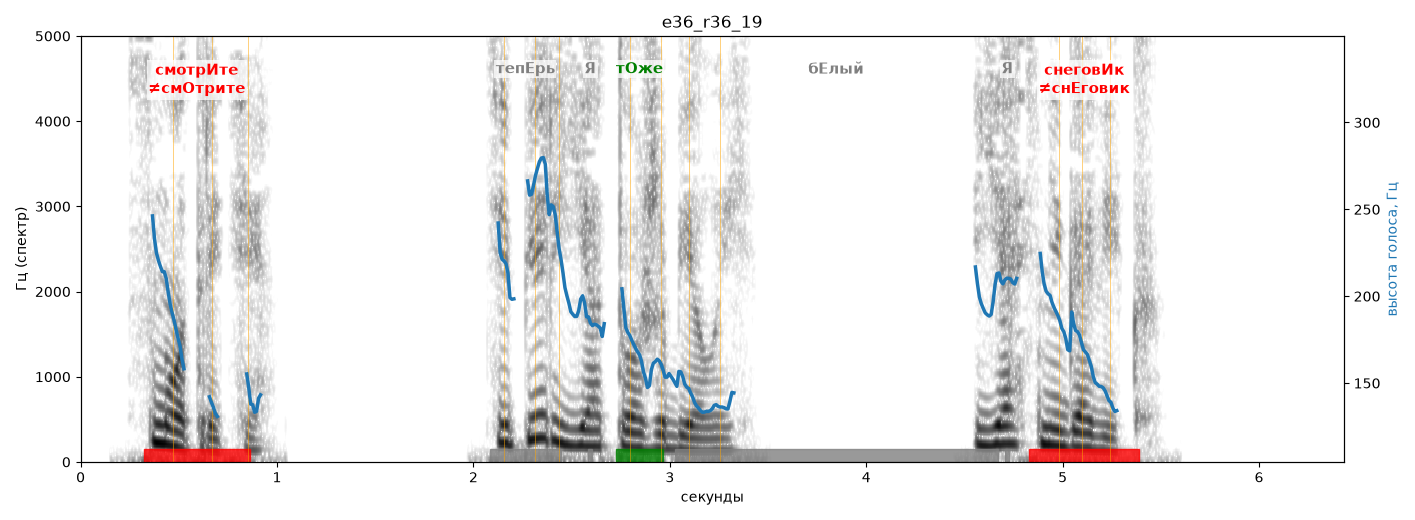 e36_r36_19
5000
4000
3000
2000
1000
0
Гц (спектр)
смотрИте
≠смОтрите
тепЕрь
Я
тОже
бЕлый
Я
снеговИк
≠снЕговик
300
250
200
150
высота голоса, Гц
0 1 2 3 4 5 6
секунды